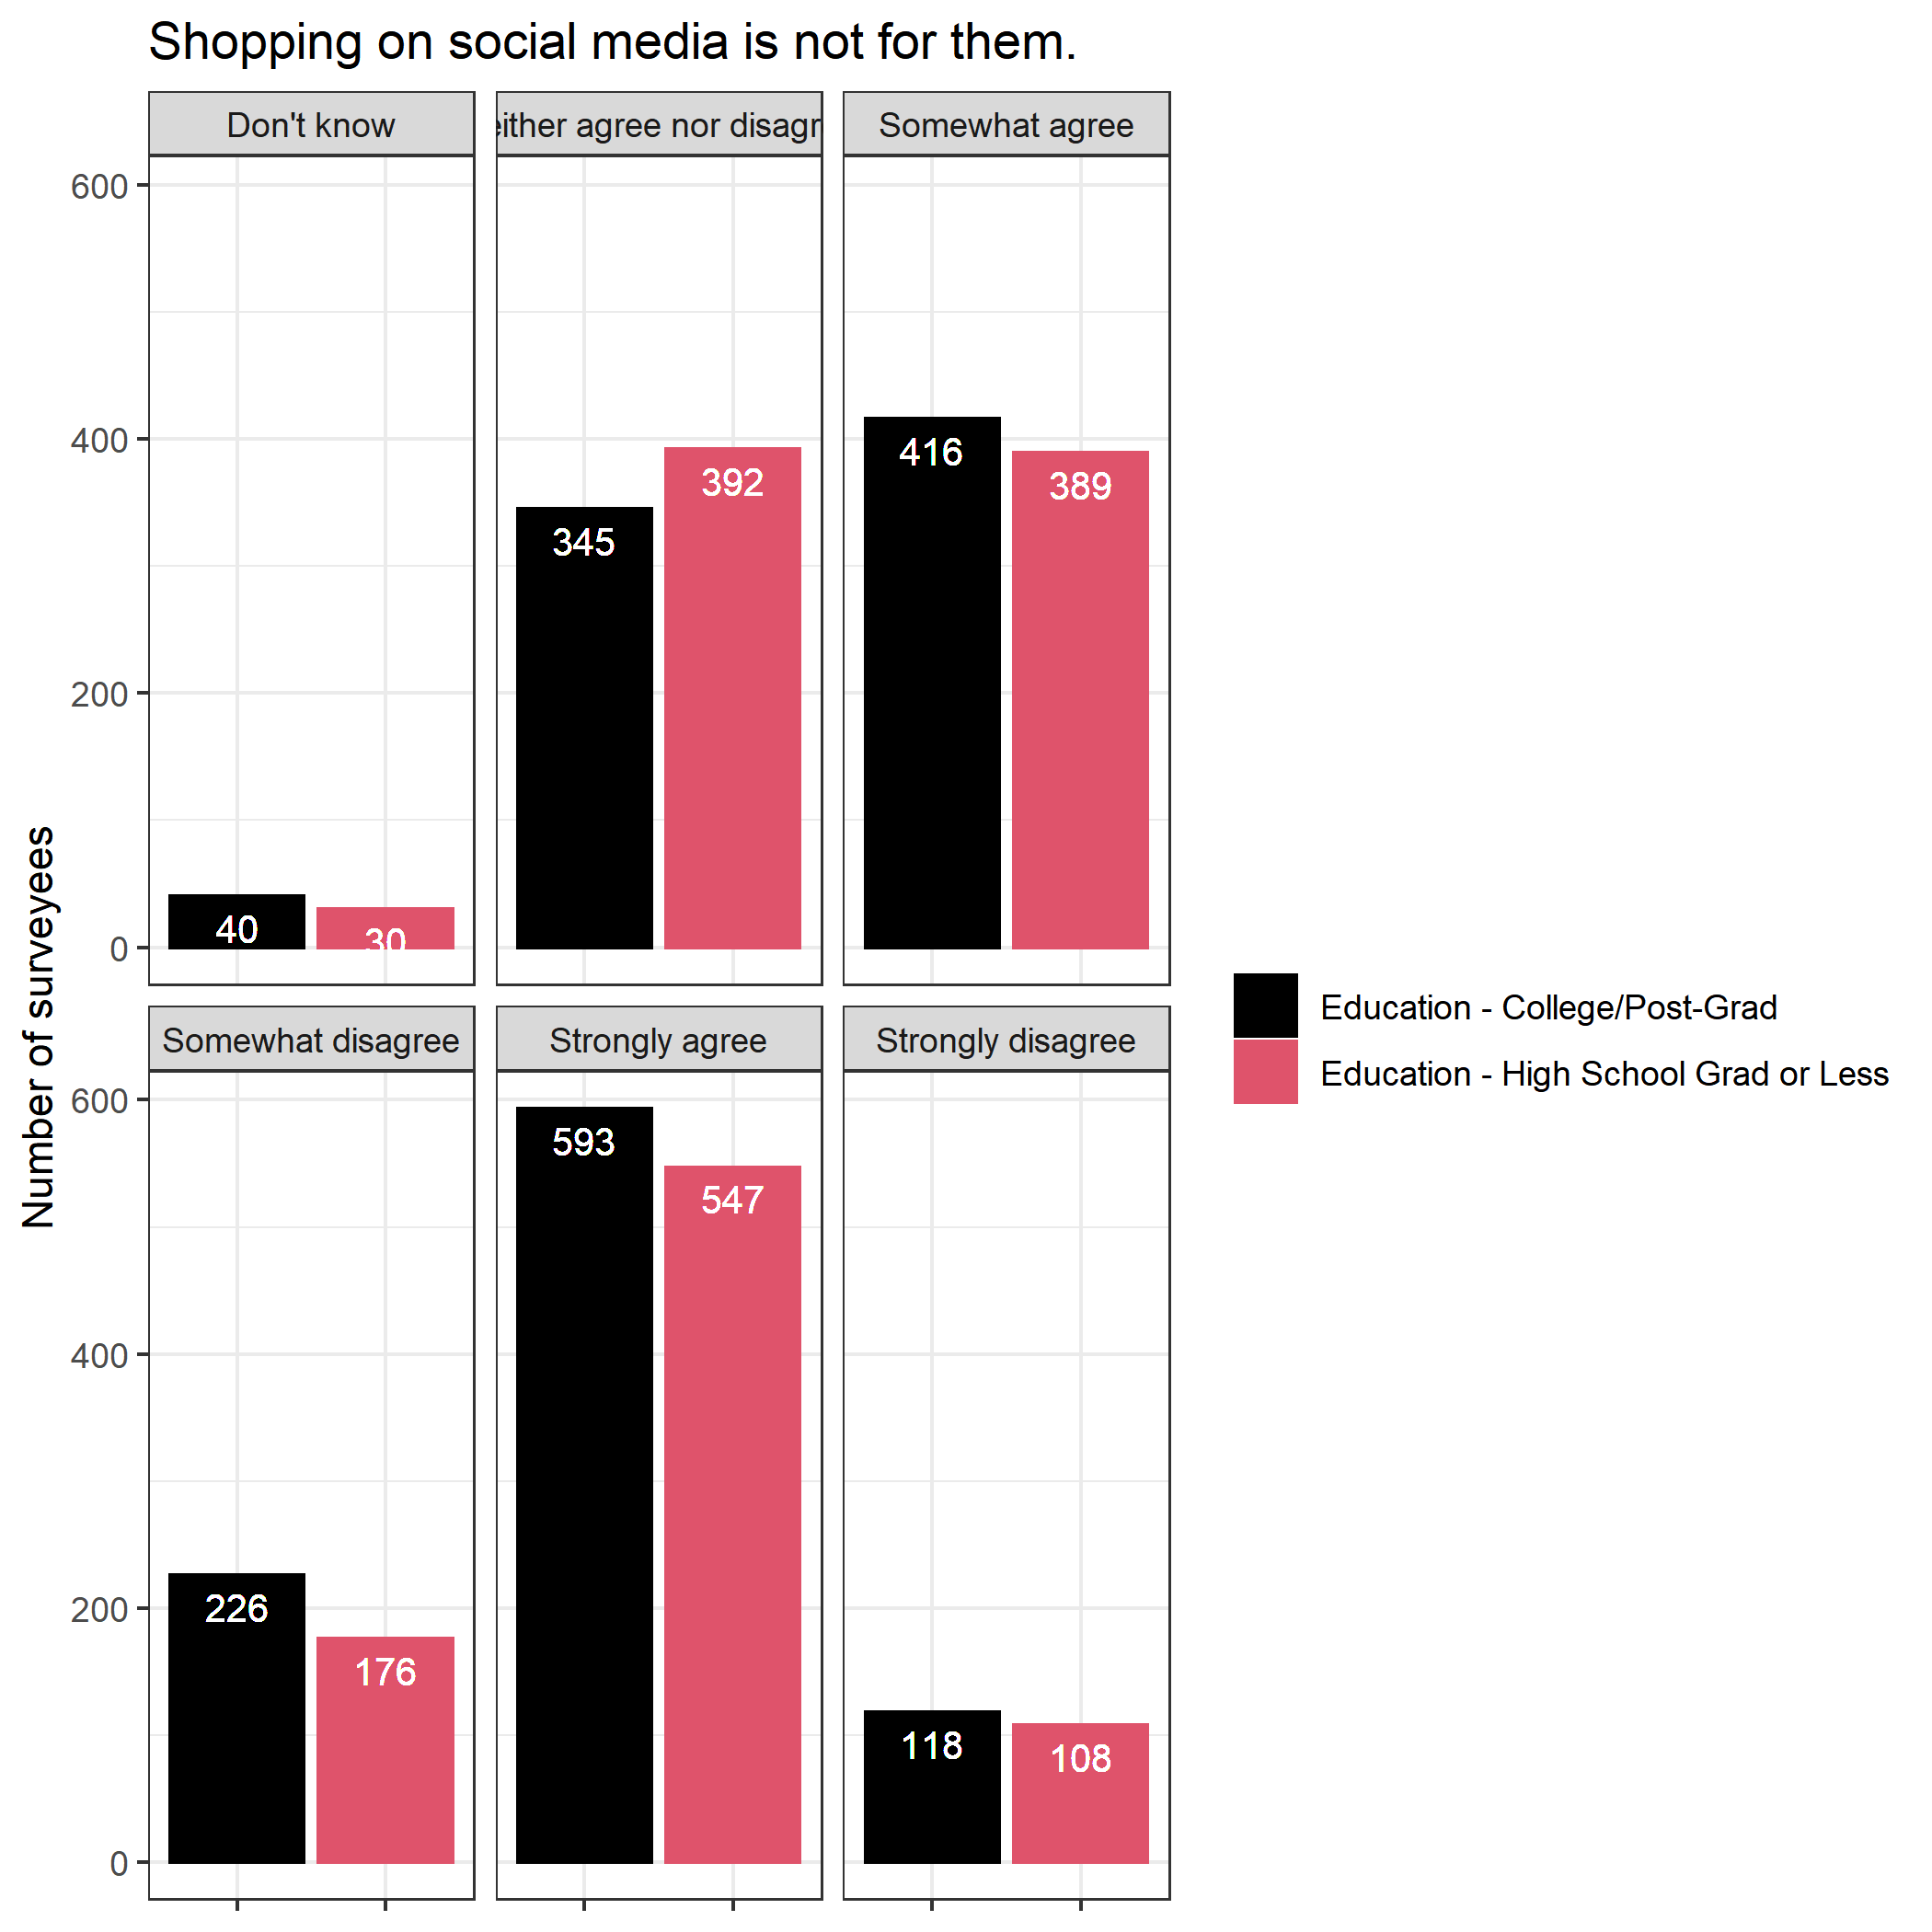 Shopping on social media is not for them.
Don't know
either agree nor disagr
Somewhat agree
600
400
200
0
40
30
345
392
416
389
Number of surveyees
Somewhat disagree
Strongly agree
Strongly disagree
600
400
200
0
226
176
593
547
118
108
Education - College/Post-Grad
Education - High School Grad or Less